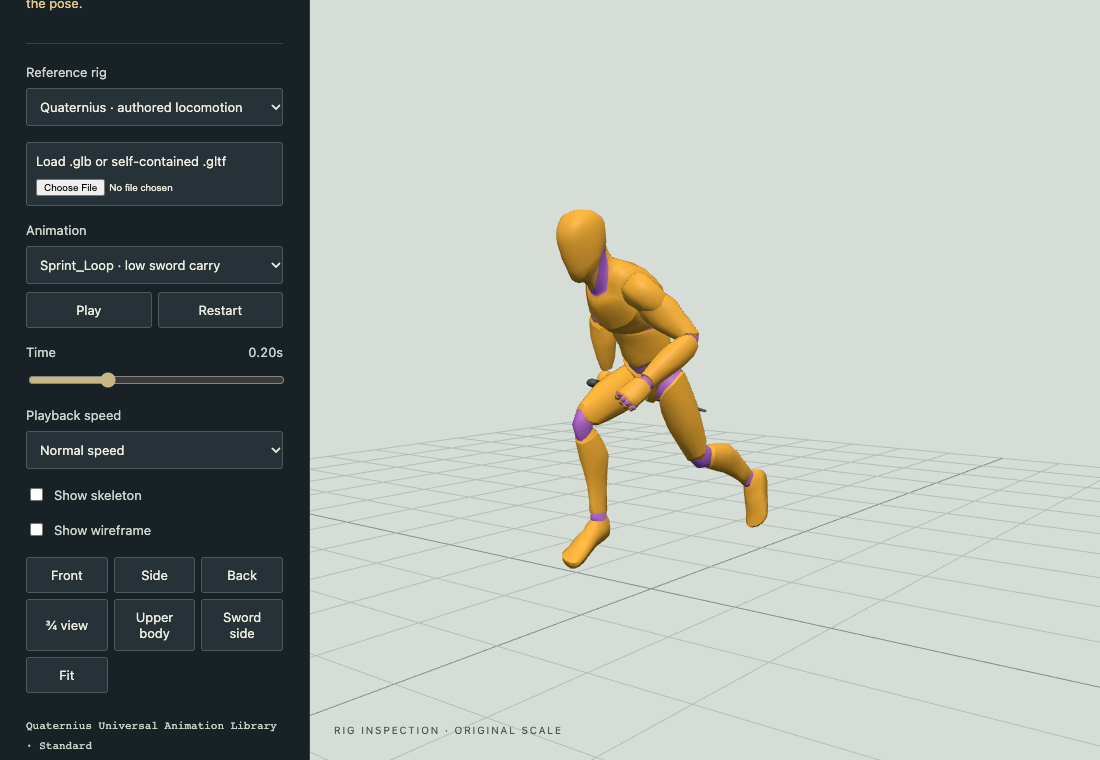 the pose.
Reference rig
Quaternius · authored locomotion
Load .glb or self-contained .gltf
Choose File No file chosen
Animation
Sprint_Loop · low sword carry
Play Restart
Time 0.20s
Playback speed
Normal speed
Show skeleton
Show wireframe
Front Side Back
¾ view Upper body Sword side
Fit
Quaternius Universal Animation Library
· Standard
RIG INSPECTION · ORIGINAL SCALE